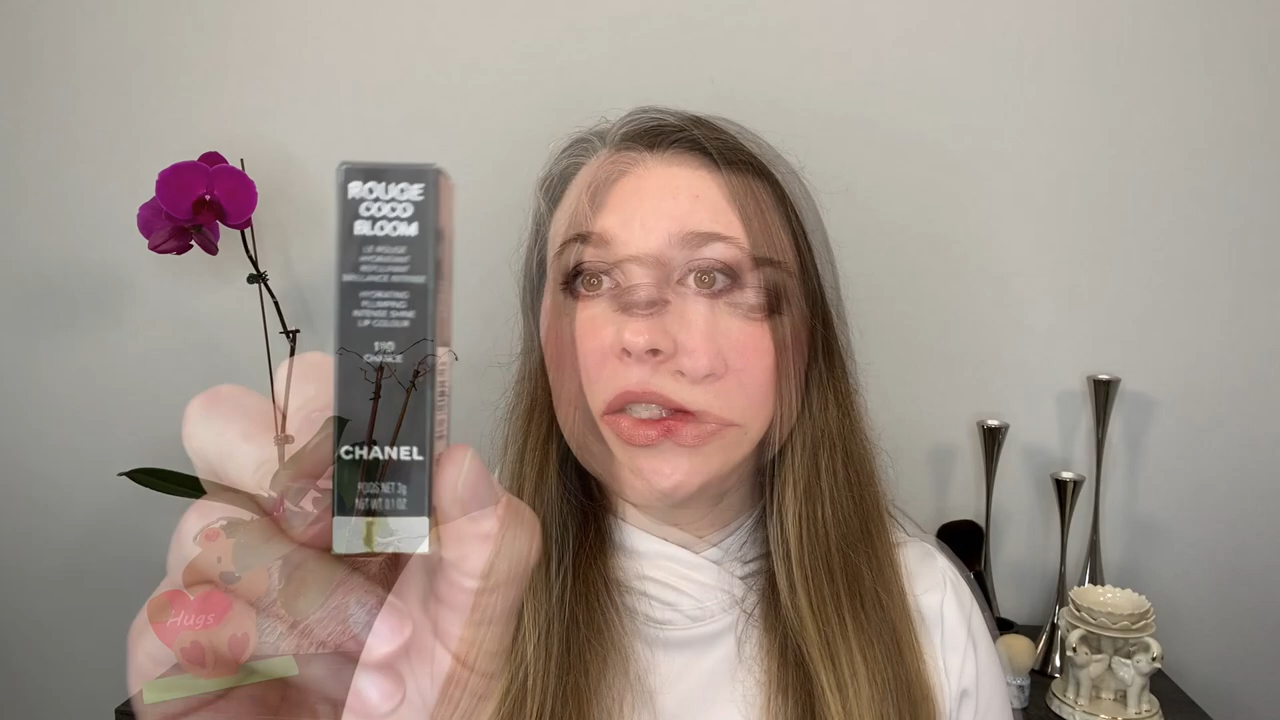 ROUGE
COCO
BLOOM
LE ROUGE
HYDRATANT
REPULPANT
BRILLANCE INTENSE
HYDRATING
PLUMPING
INTENSE SHINE
LIP COLOUR
CHANCE
CHANEL
POIDS NET 3g
NET WT. 0.1 OZ.
Hugs